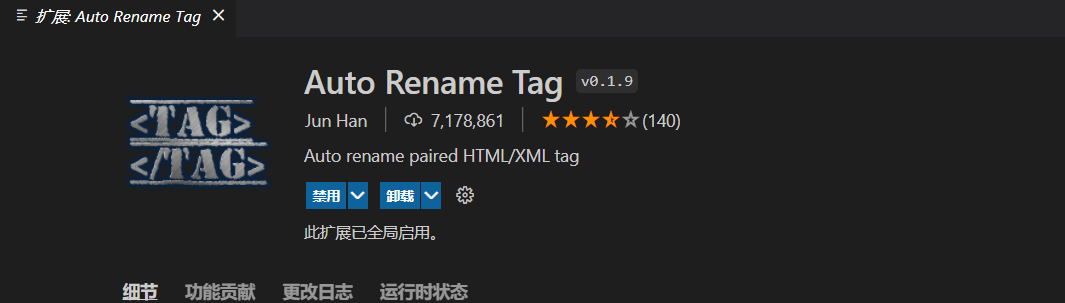 扩展: Auto Rename Tag
<TAG>
</TAG>
Auto Rename Tag v0.1.9
Jun Han 7,178,861 (140)
Auto rename paired HTML/XML tag
禁用 卸载
此扩展已全局启用。
细节 功能贡献 更改日志 运行时状态